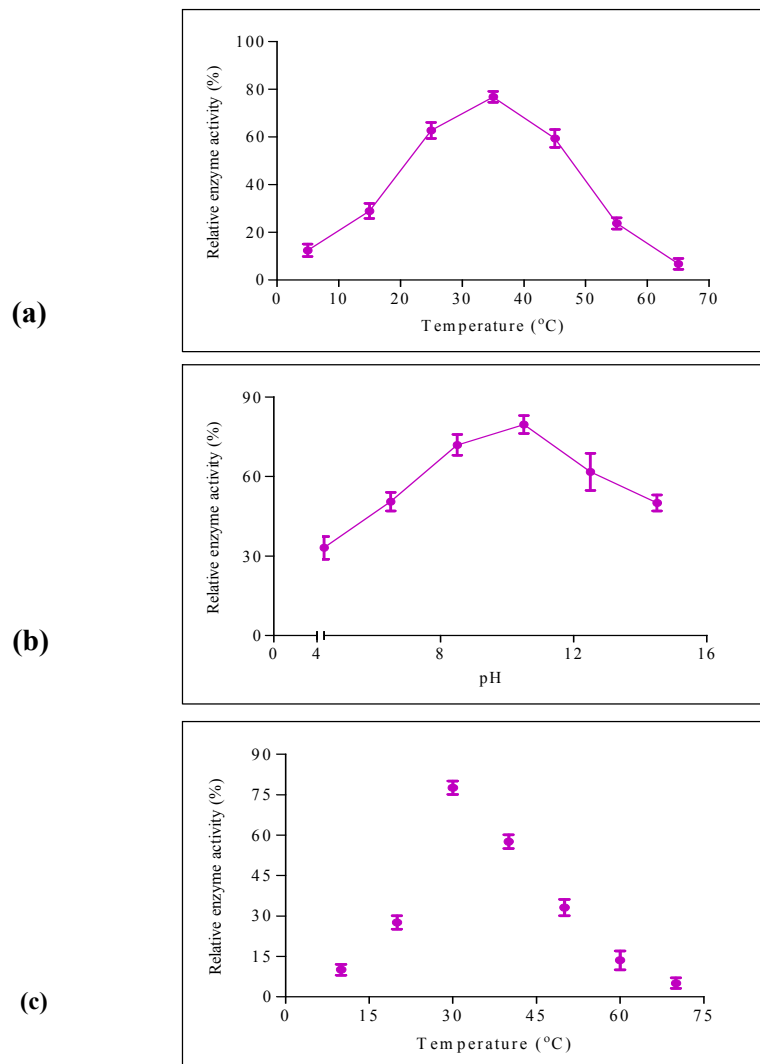 100
80
60
40
20
0
Relative enzyme activity (%)
0 10 20 30 40 50 60 70
Temperature (°C)
(a)
90
60
30
0
Relative enzyme activity (%)
0 4 8 12 16
pH
(b)
90
75
60
45
30
15
0
Relative enzyme activity (%)
0 15 30 45 60 75
Temperature (°C)
(c)